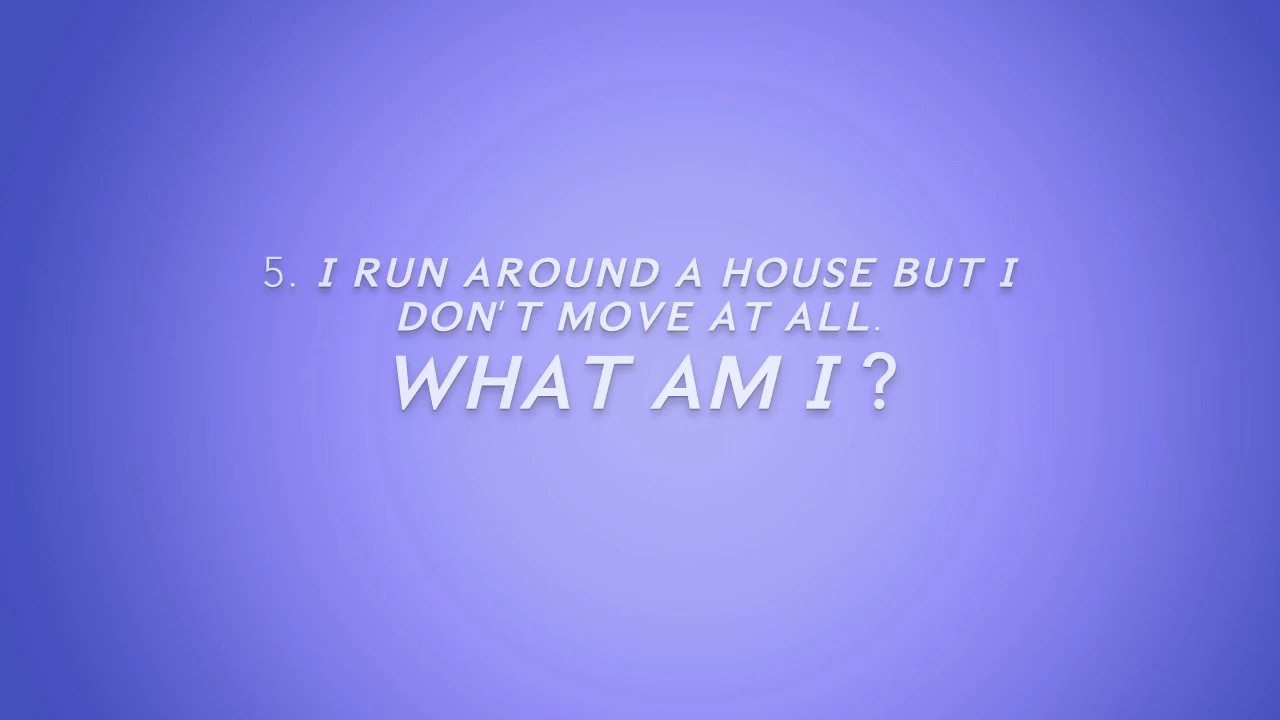 5. I RUN AROUND A HOUSE BUT I
DON'T MOVE AT ALL.
WHAT AM I ?